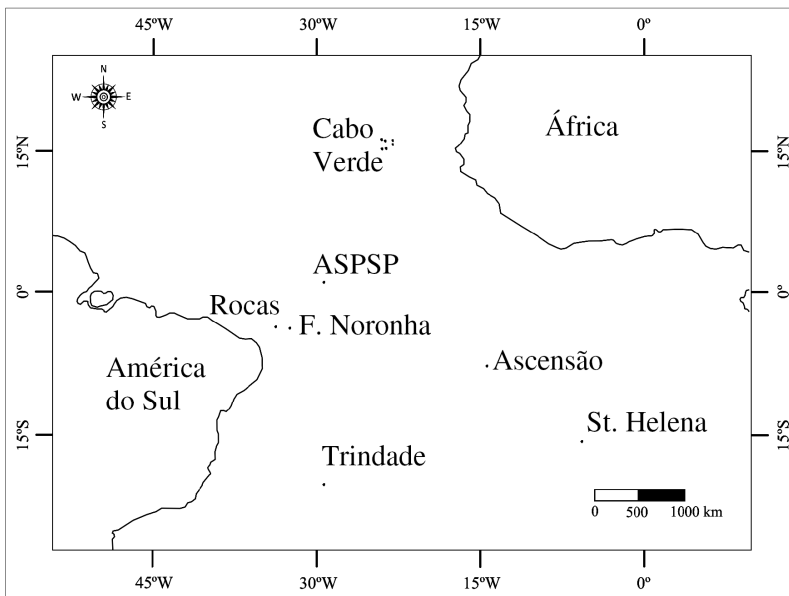 45ºW 30ºW 15ºW 0º
N
W E
S
Cabo
Verde
África
15ºN 15ºN
ASPSP
0º 0º
Rocas
F. Noronha
América
do Sul
Ascensão
St. Helena
15ºS 15ºS
Trindade
0 500 1000 km
45ºW 30ºW 15ºW 0º